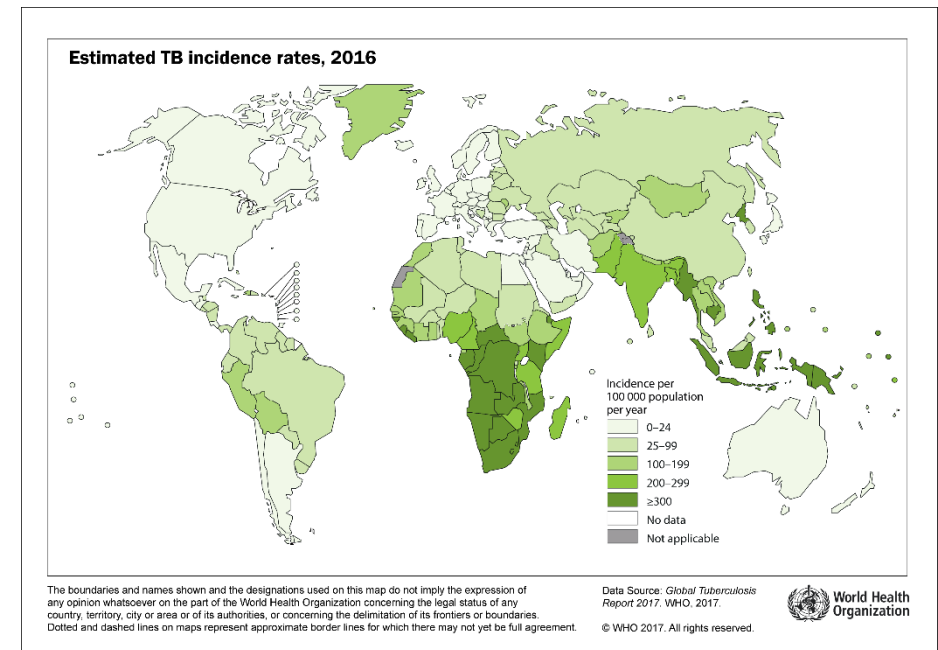 Estimated TB incidence rates, 2016
Incidence per
100 000 population
per year
0–24
25–99
100–199
200–299
≥300
No data
Not applicable
The boundaries and names shown and the designations used on this map do not imply the expression of
any opinion whatsoever on the part of the World Health Organization concerning the legal status of any
country, territory, city or area or of its authorities, or concerning the delimitation of its frontiers or boundaries.
Dotted and dashed lines on maps represent approximate border lines for which there may not yet be full agreement.
Data Source: Global Tuberculosis
Report 2017. WHO, 2017.
© WHO 2017. All rights reserved.
World Health
Organization